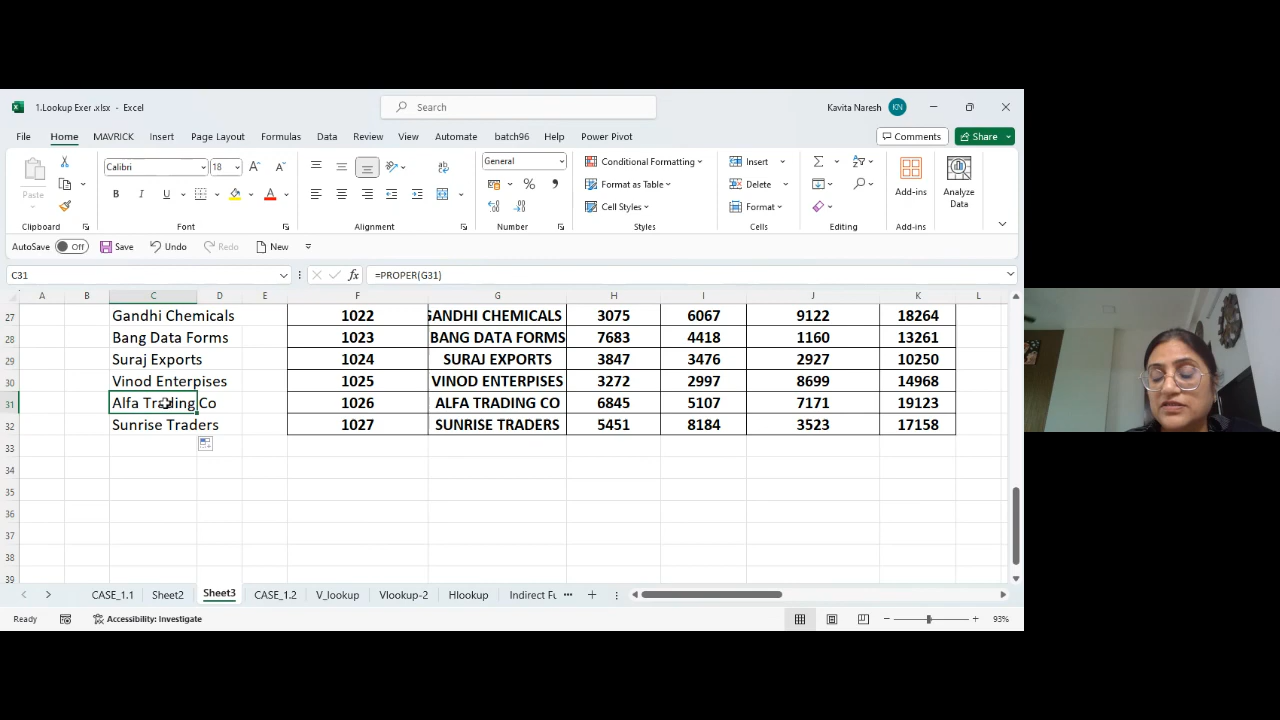 1.Lookup Exer .xlsx - Excel
Search
Kavita Naresh KN
File Home MAVRICK Insert Page Layout Formulas Data Review View Automate batch96 Help Power Pivot Comments Share
Paste
Calibri 18
B I U A
General
% ,
Conditional Formatting
Format as Table
Cell Styles
Insert
Delete
Format
Add-ins
Analyze Data
Clipboard Font Alignment Number Styles Cells Editing Add-ins
AutoSave Off Save Undo Redo New
C31 fx =PROPER(G31)
A B C D E F G H I J K L
27 Gandhi Chemicals 1022 GANDHI CHEMICALS 3075 6067 9122 18264
28 Bang Data Forms 1023 BANG DATA FORMS 7683 4418 1160 13261
29 Suraj Exports 1024 SURAJ EXPORTS 3847 3476 2927 10250
30 Vinod Enterpises 1025 VINOD ENTERPISES 3272 2997 8699 14968
31 Alfa Trading Co 1026 ALFA TRADING CO 6845 5107 7171 19123
32 Sunrise Traders 1027 SUNRISE TRADERS 5451 8184 3523 17158
33
34
35
36
37
38
39
CASE_1.1 Sheet2 Sheet3 CASE_1.2 V_lookup Vlookup-2 Hlookup Indirect Fu ...
Ready Accessibility: Investigate 93%